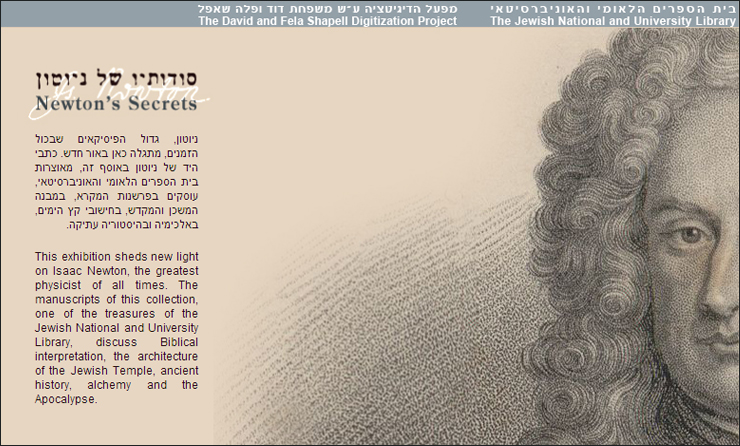 בית הספרים הלאומי והאוניברסיטאי
The Jewish National and University Library
מפעל הדיגיטציה ע״ש משפחת דוד ופלה שאפל
The David and Fela Shapell Digitization Project
סודותיו של ניוטון
Is Newton
Newton's Secrets
ניוטון, גדול הפיסיקאים שבכול
הזמנים, מתגלה כאן באור חדש. כתבי
היד של ניוטון באוסף זה, מאוצרות
בית הספרים הלאומי והאוניברסיטאי,
עוסקים בפרשנות המקרא, במבנה
המשכן והמקדש, בחישובי קץ הימים,
באלכימיה ובהיסטוריה עתיקה.
This exhibition sheds new light
on Isaac Newton, the greatest
physicist of all times. The
manuscripts of this collection,
one of the treasures of the
Jewish National and University
Library, discuss Biblical
interpretation, the architecture
of the Jewish Temple, ancient
history, alchemy and the
Apocalypse.